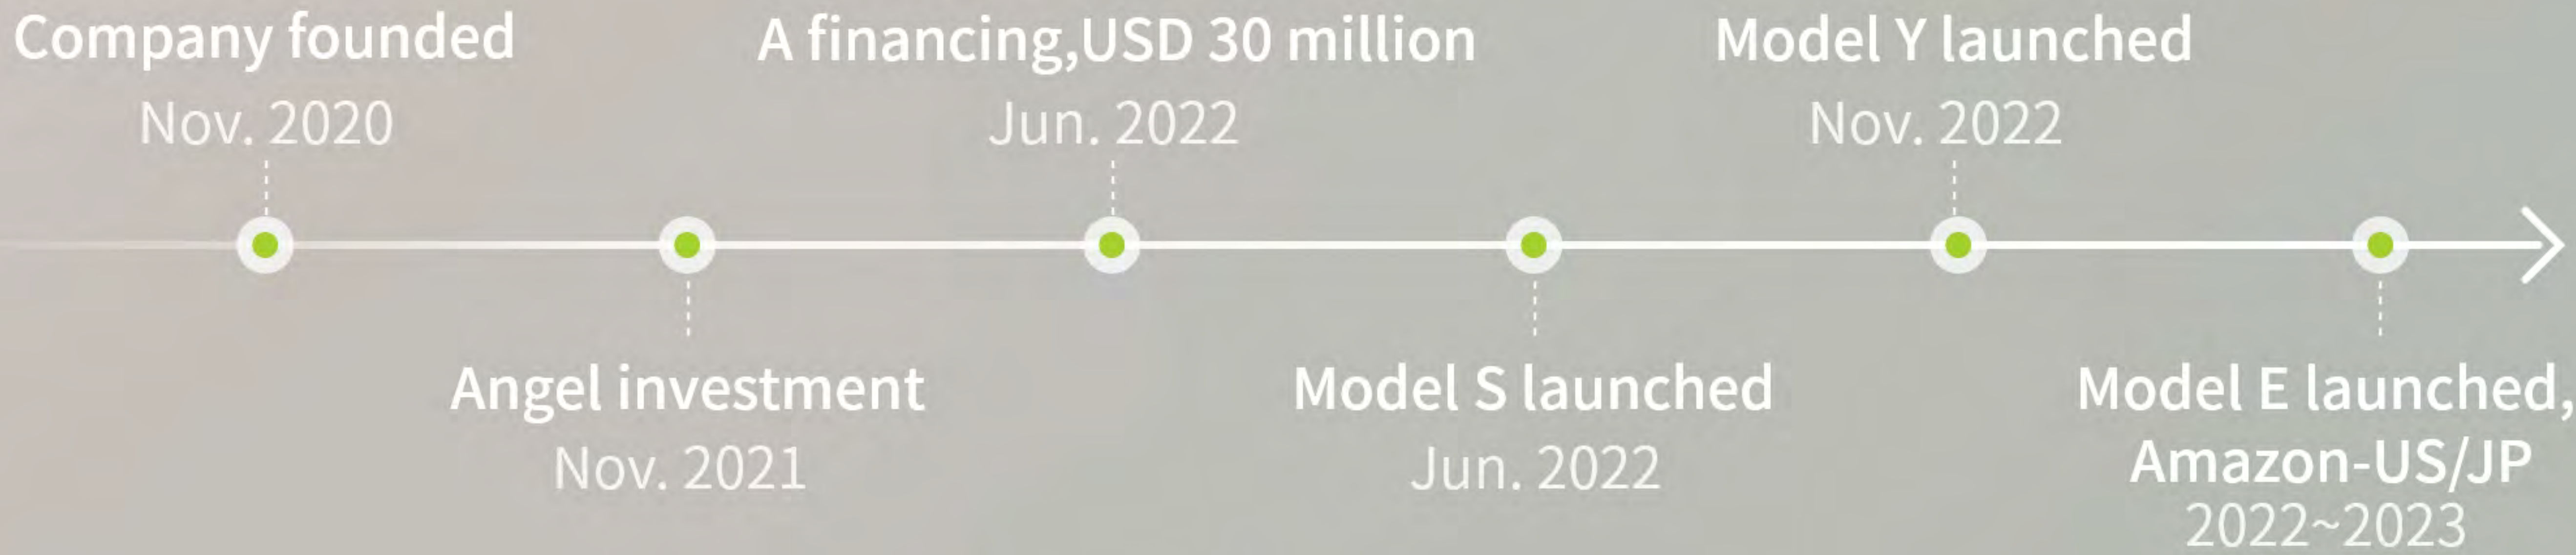 Company founded
Nov. 2020
A financing,USD 30 million
Jun. 2022
Model Y launched
Nov. 2022
Angel investment
Nov. 2021
Model S launched
Jun. 2022
Model E launched,
Amazon-US/JP
2022~2023